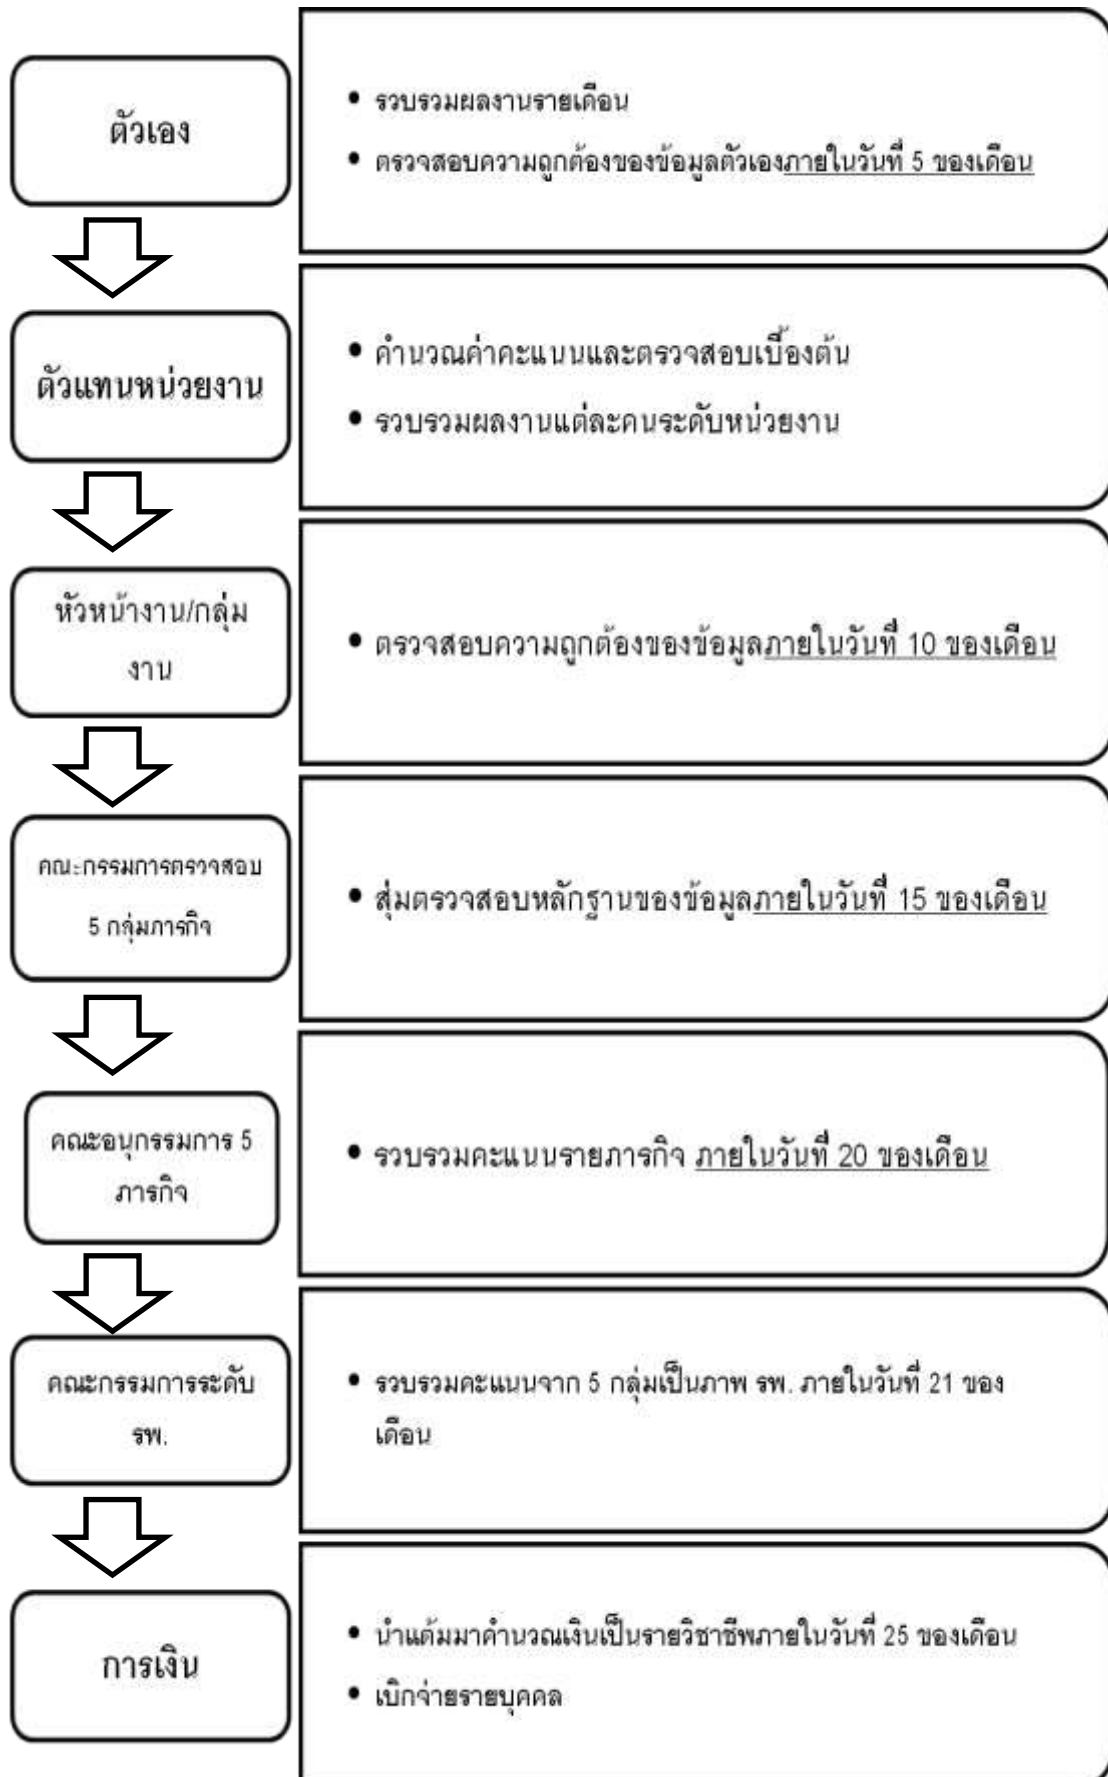 ตัวเอง
• รวบรวมผลงานรายเดือน
• ตรวจสอบความถูกต้องของข้อมูลตัวเองภายในวันที่ 5 ของเดือน
ตัวแทนหน่วยงาน
• คำนวณค่าคะแนนและตรวจสอบเบื้องต้น
• รวบรวมผลงานแต่ละคนระดับหน่วยงาน
หัวหน้างาน/กลุ่ม
งาน
• ตรวจสอบความถูกต้องของข้อมูลภายในวันที่ 10 ของเดือน
คณะกรรมการตรวจสอบ
5 กลุ่มภารกิจ
• สุ่มตรวจสอบหลักฐานของข้อมูลภายในวันที่ 15 ของเดือน
คณะอนุกรรมการ 5
ภารกิจ
• รวบรวมคะแนนรายภารกิจ ภายในวันที่ 20 ของเดือน
คณะกรรมการระดับ
รพ.
• รวบรวมคะแนนจาก 5 กลุ่มเป็นภาพ รพ. ภายในวันที่ 21 ของ
เดือน
การเงิน
• นำแต้มมาคำนวณเงินเป็นรายวิชาชีพภายในวันที่ 25 ของเดือน
• เบิกจ่ายรายบุคคล